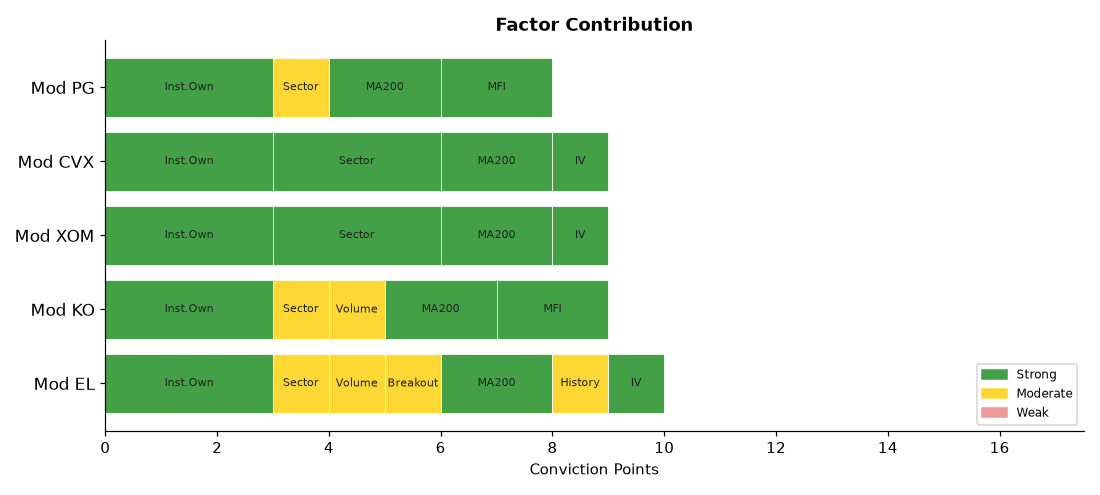 Factor Contribution
Mod PG Inst.Own Sector MA200 MFI
Mod CVX Inst.Own Sector MA200 IV
Mod XOM Inst.Own Sector MA200 IV
Mod KO Inst.Own Sector Volume MA200 MFI
Mod EL Inst.Own Sector Volume Breakout MA200 History IV
Strong
Moderate
Weak
0 2 4 6 8 10 12 14 16
Conviction Points